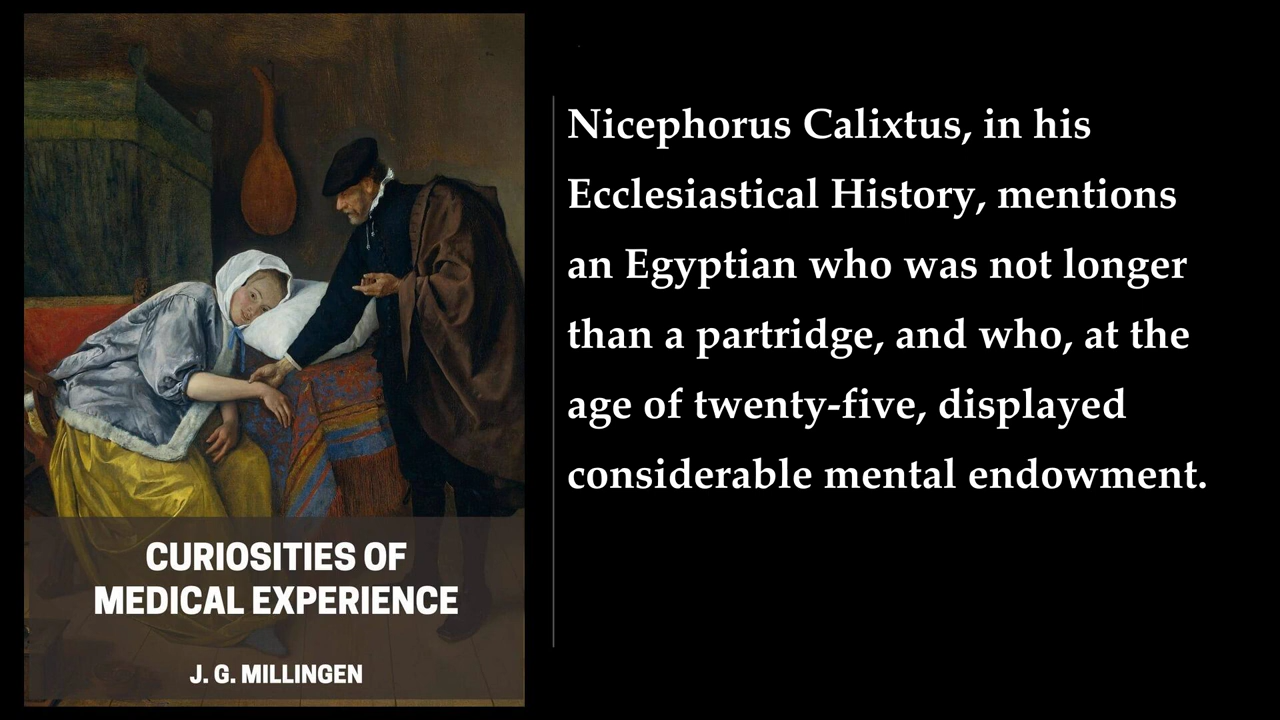 Nicephorus Calixtus, in his
Ecclesiastical History, mentions
an Egyptian who was not longer
than a partridge, and who, at the
age of twenty-five, displayed
considerable mental endowment.
CURIOSITIES OF
MEDICAL EXPERIENCE
J. G. MILLINGEN